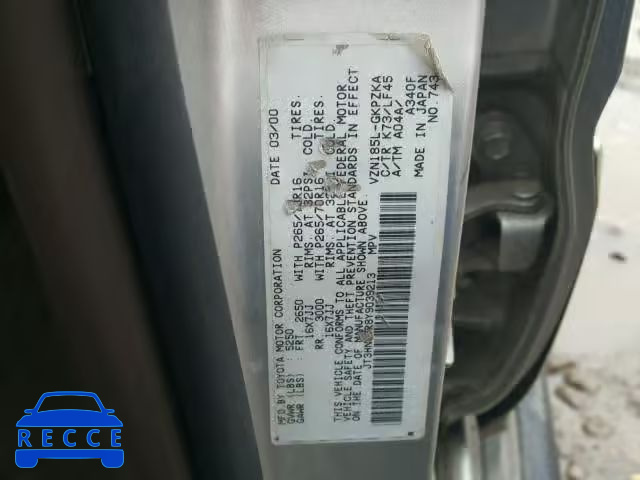 MFD BY: TOYOTA MOTOR CORPORATION DATE 03/00
GVWR (LBS) : 5250
GAWR (LBS) : FRT 2650 WITH P265/70R16 TIRES.
16X7JJ RIMS. AT 32PSI COLD.
RR 3000 WITH P265/70R16 TIRES.
16X7JJ RIMS. AT COLD.
THIS VEHICLE CONFORMS TO ALL APPLICABLE FEDERAL MOTOR
VEHICLE SAFETY AND THEFT PREVENTION STANDARDS IN EFFECT
ON THE DATE OF MANUFACTURE SHOWN ABOVE.
MPV
VZN185L-GKPZKA
C/TR K73/LF45
A/TM A04A/ A340F
MADE IN JAPAN
NO.743
RECCE